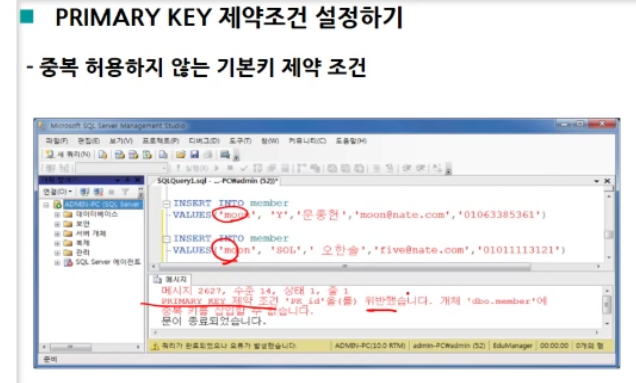 PRIMARY KEY 제약조건 설정하기
- 중복 허용하지 않는 기본키 제약 조건
Microsoft SQL Server Management Studio
파일(F) 편집(E) 보기(V) 프로젝트(P) 디버그(D) 도구(T) 창(W) 커뮤니티(C) 도움말(H)
새 쿼리(N)
실행(X)
연결(O)
SQLQuery1.sql - ...-PC\admin (52))*
ADMIN-PC (SQL Server
데이터베이스
보안
서버 개체
복제
관리
SQL Server 에이전트
INSERT INTO member
VALUES('moon', 'Y','문종헌','moon@nate.com','01063385361')
INSERT INTO member
VALUES('moon', 'SOL',' 오한솔','five@nate.com','01011113121')
메시지
메시지 2627, 수준 14, 상태 1, 줄 1
PRIMARY KEY 제약 조건 'PK_id'을(를) 위반했습니다. 개체 'dbo.member'에
중복 키를 삽입할 수 없습니다.
문이 종료되었습니다.
쿼리가 완료되었으나 오류가 발생했습니다. ADMIN-PC(10.0 RTM) admin-PC\admin (52) EduManager 00:00:00 0개의 행
준비